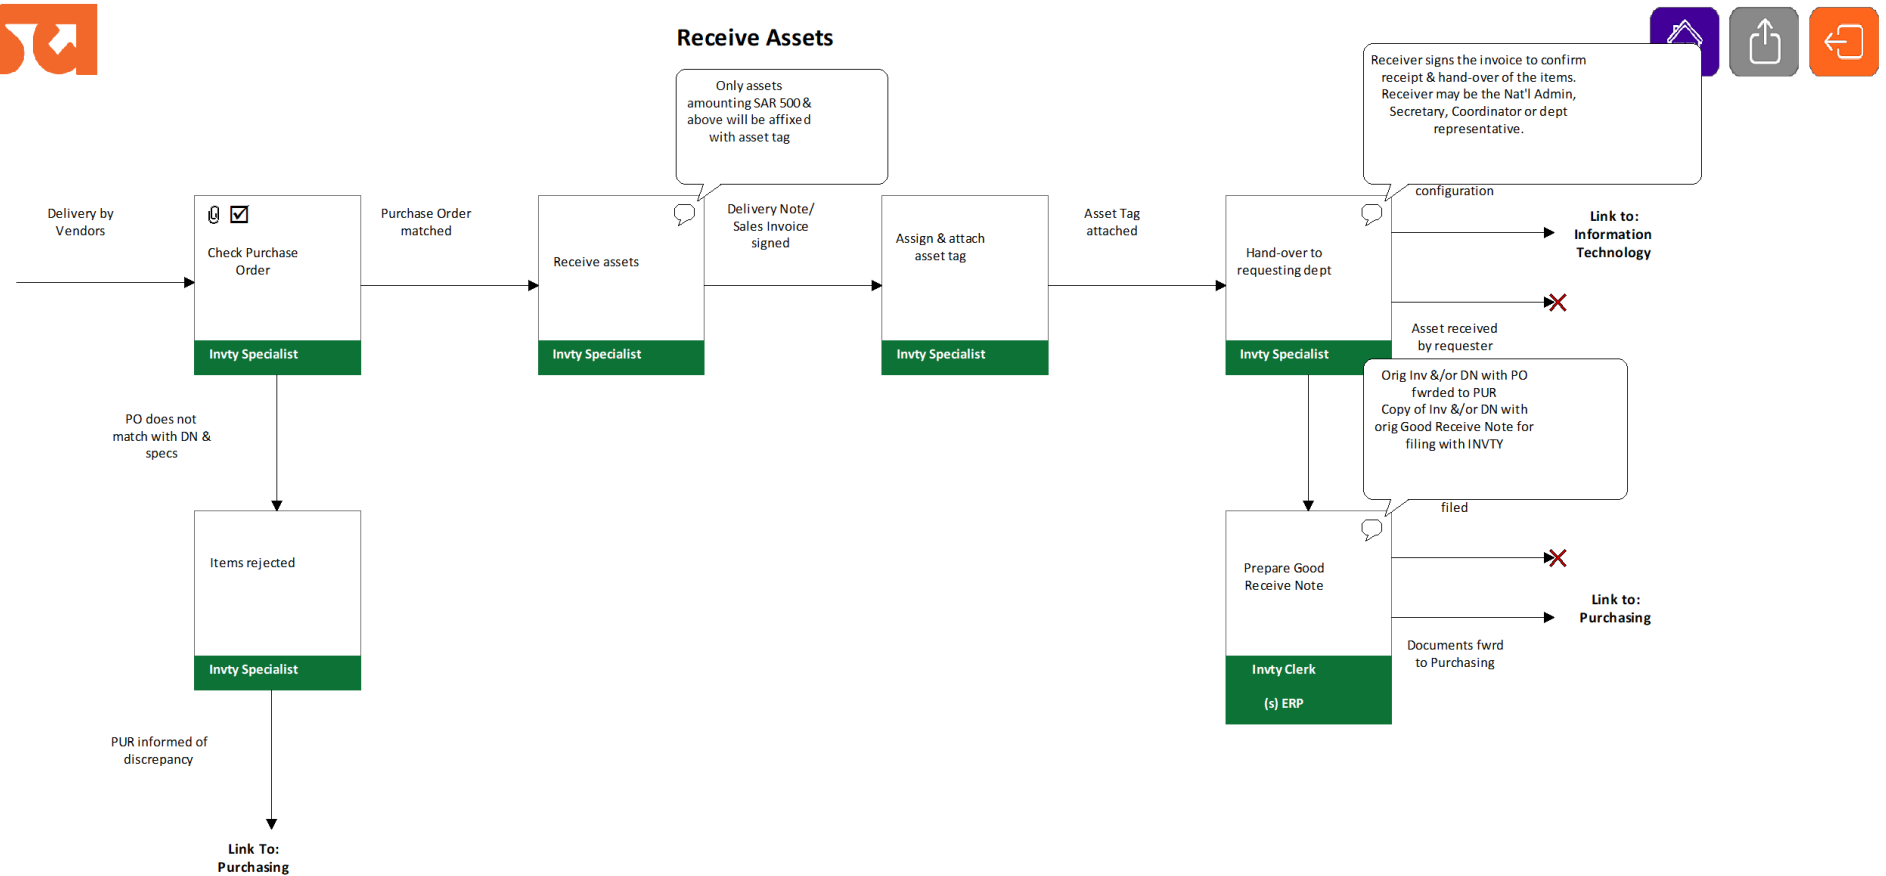 Receive Assets
Only assets
amounting SAR 500 &
above will be affixed
with asset tag
Receiver signs the invoice to confirm
receipt & hand-over of the items.
Receiver may be the Nat'l Admin,
Secretary, Coordinator or dept
representative.
configuration
Delivery by
Vendors
Check Purchase
Order
Invty Specialist
Purchase Order
matched
Receive assets
Invty Specialist
Delivery Note/
Sales Invoice
signed
Assign & attach
asset tag
Invty Specialist
Asset Tag
attached
Hand-over to
requesting dept
Invty Specialist
Link to:
Information
Technology
Asset received
by requester
Orig Inv &/or DN with PO
fwrded to PUR
Copy of Inv &/or DN with
orig Good Receive Note for
filing with INVTY
filed
PO does not
match with DN &
specs
Items rejected
Invty Specialist
Prepare Good
Receive Note
Invty Clerk
(s) ERP
Link to:
Purchasing
Documents fwrd
to Purchasing
PUR informed of
discrepancy
Link To:
Purchasing